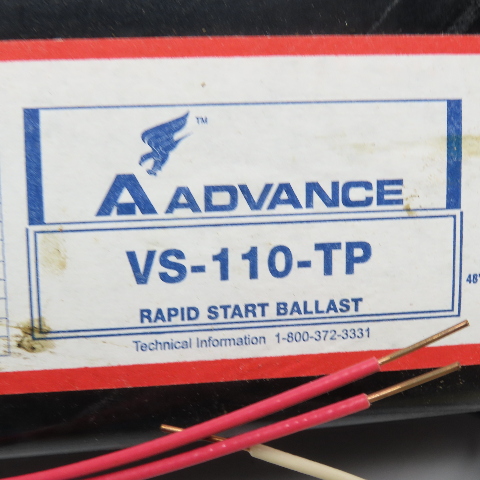 TM
ADVANCE
VS-110-TP
48"
RAPID START BALLAST
Technical Information 1-800-372-3331